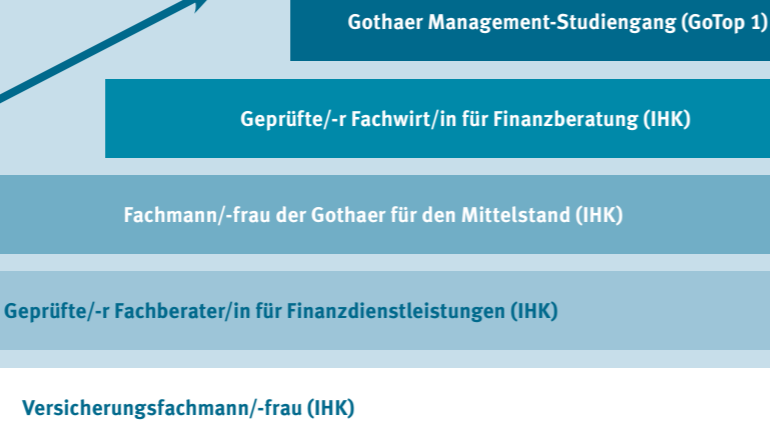 Gothaer Management-Studiengang (GoTop 1)
Geprüfte/-r Fachwirt/in für Finanzberatung (IHK)
Fachmann/-frau der Gothaer für den Mittelstand (IHK)
Geprüfte/-r Fachberater/in für Finanzdienstleistungen (IHK)
Versicherungsfachmann/-frau (IHK)